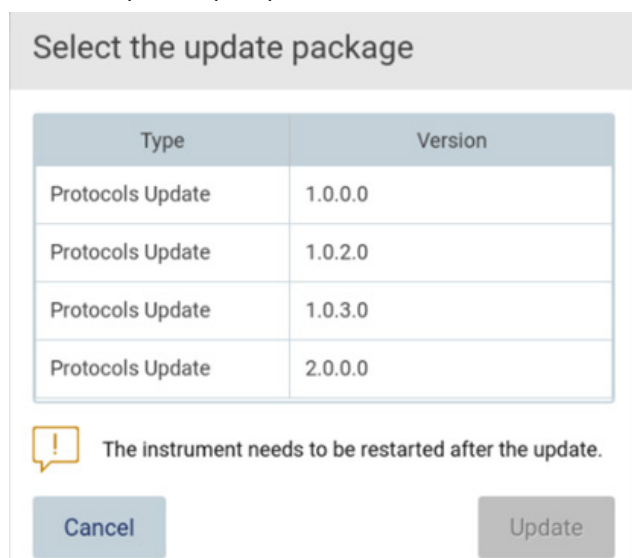 Select the update package
Type Version
Protocols Update 1.0.0.0
Protocols Update 1.0.2.0
Protocols Update 1.0.3.0
Protocols Update 2.0.0.0
! The instrument needs to be restarted after the update.
Cancel Update